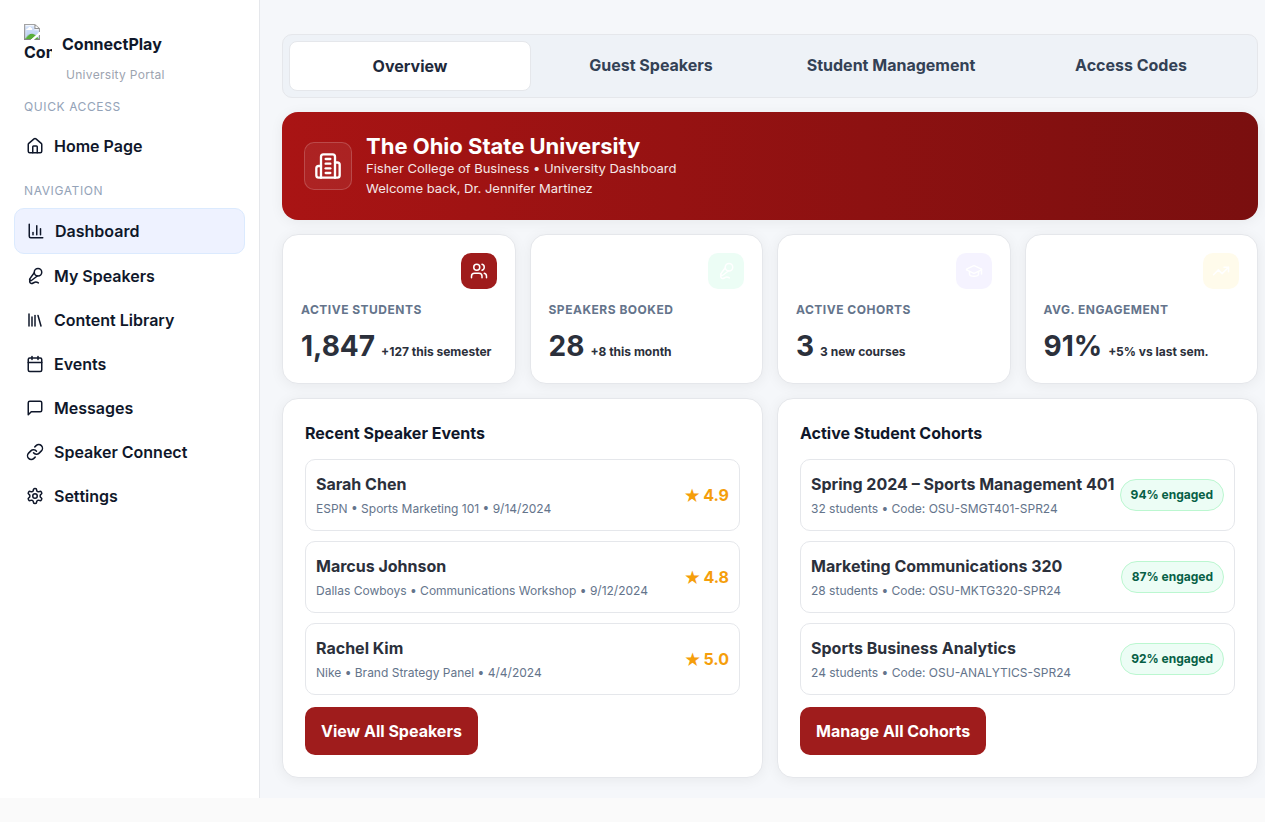 Con
ConnectPlay
University Portal
QUICK ACCESS
Home Page
NAVIGATION
Dashboard
My Speakers
Content Library
Events
Messages
Speaker Connect
Settings
Overview
Guest Speakers
Student Management
Access Codes
The Ohio State University
Fisher College of Business • University Dashboard
Welcome back, Dr. Jennifer Martinez
ACTIVE STUDENTS
1,847 +127 this semester
SPEAKERS BOOKED
28 +8 this month
ACTIVE COHORTS
3 3 new courses
AVG. ENGAGEMENT
91% +5% vs last sem.
Recent Speaker Events
Sarah Chen
ESPN • Sports Marketing 101 • 9/14/2024
★ 4.9
Marcus Johnson
Dallas Cowboys • Communications Workshop • 9/12/2024
★ 4.8
Rachel Kim
Nike • Brand Strategy Panel • 4/4/2024
★ 5.0
View All Speakers
Active Student Cohorts
Spring 2024 – Sports Management 401
32 students • Code: OSU-SMGT401-SPR24
94% engaged
Marketing Communications 320
28 students • Code: OSU-MKTG320-SPR24
87% engaged
Sports Business Analytics
24 students • Code: OSU-ANALYTICS-SPR24
92% engaged
Manage All Cohorts